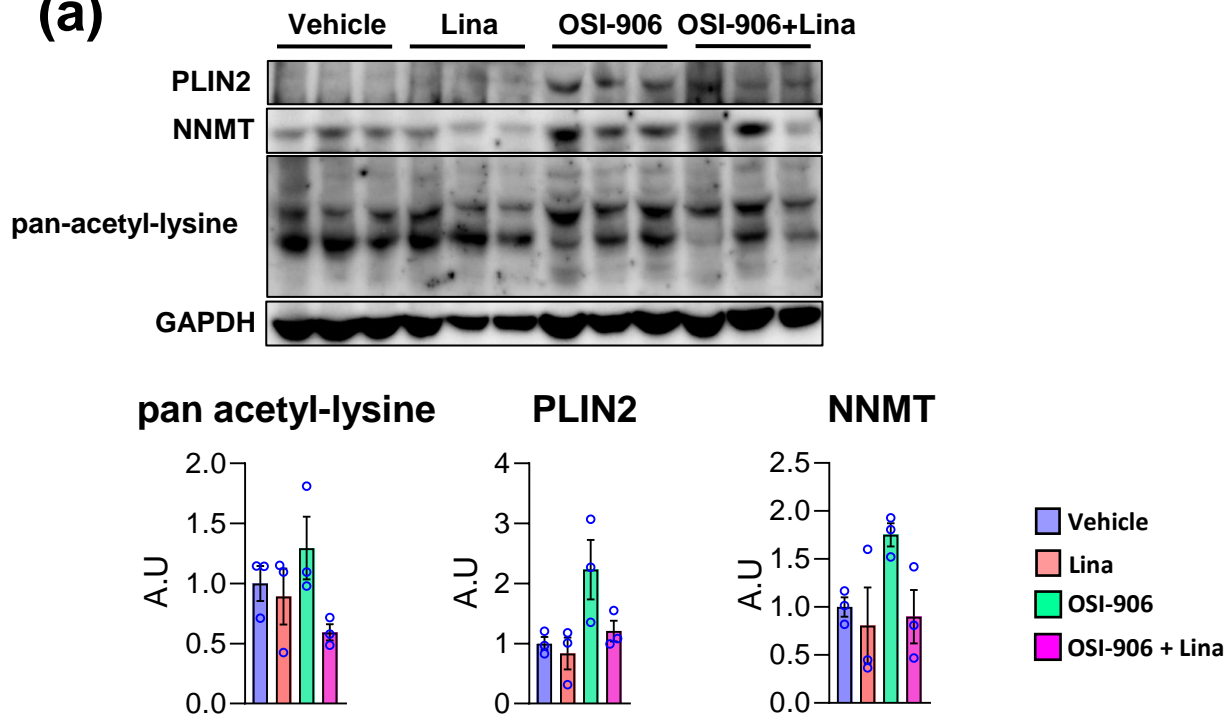 (a)
Vehicle Lina OSI-906 OSI-906+Lina
PLIN2
NNMT
pan-acetyl-lysine
GAPDH
pan acetyl-lysine PLIN2 NNMT
2.0
1.5
1.0
0.5
0.0
A.U
4
3
2
1
0
A.U
2.5
2.0
1.5
1.0
0.5
0.0
A.U
Vehicle
Lina
OSI-906
OSI-906 + Lina